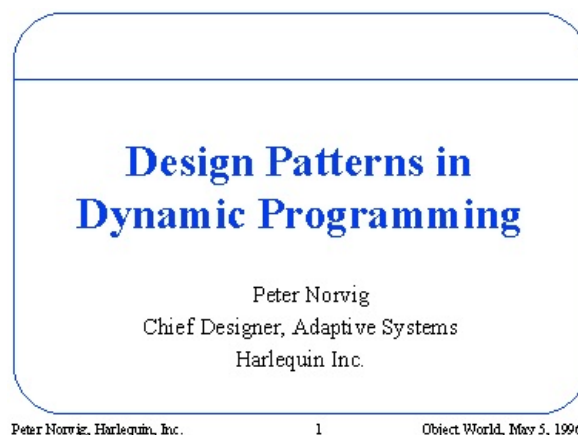 Design Patterns in
Dynamic Programming
Peter Norvig
Chief Designer, Adaptive Systems
Harlequin Inc.
Peter Norvig, Harlequin, Inc. 1 Object World, May 5, 1996